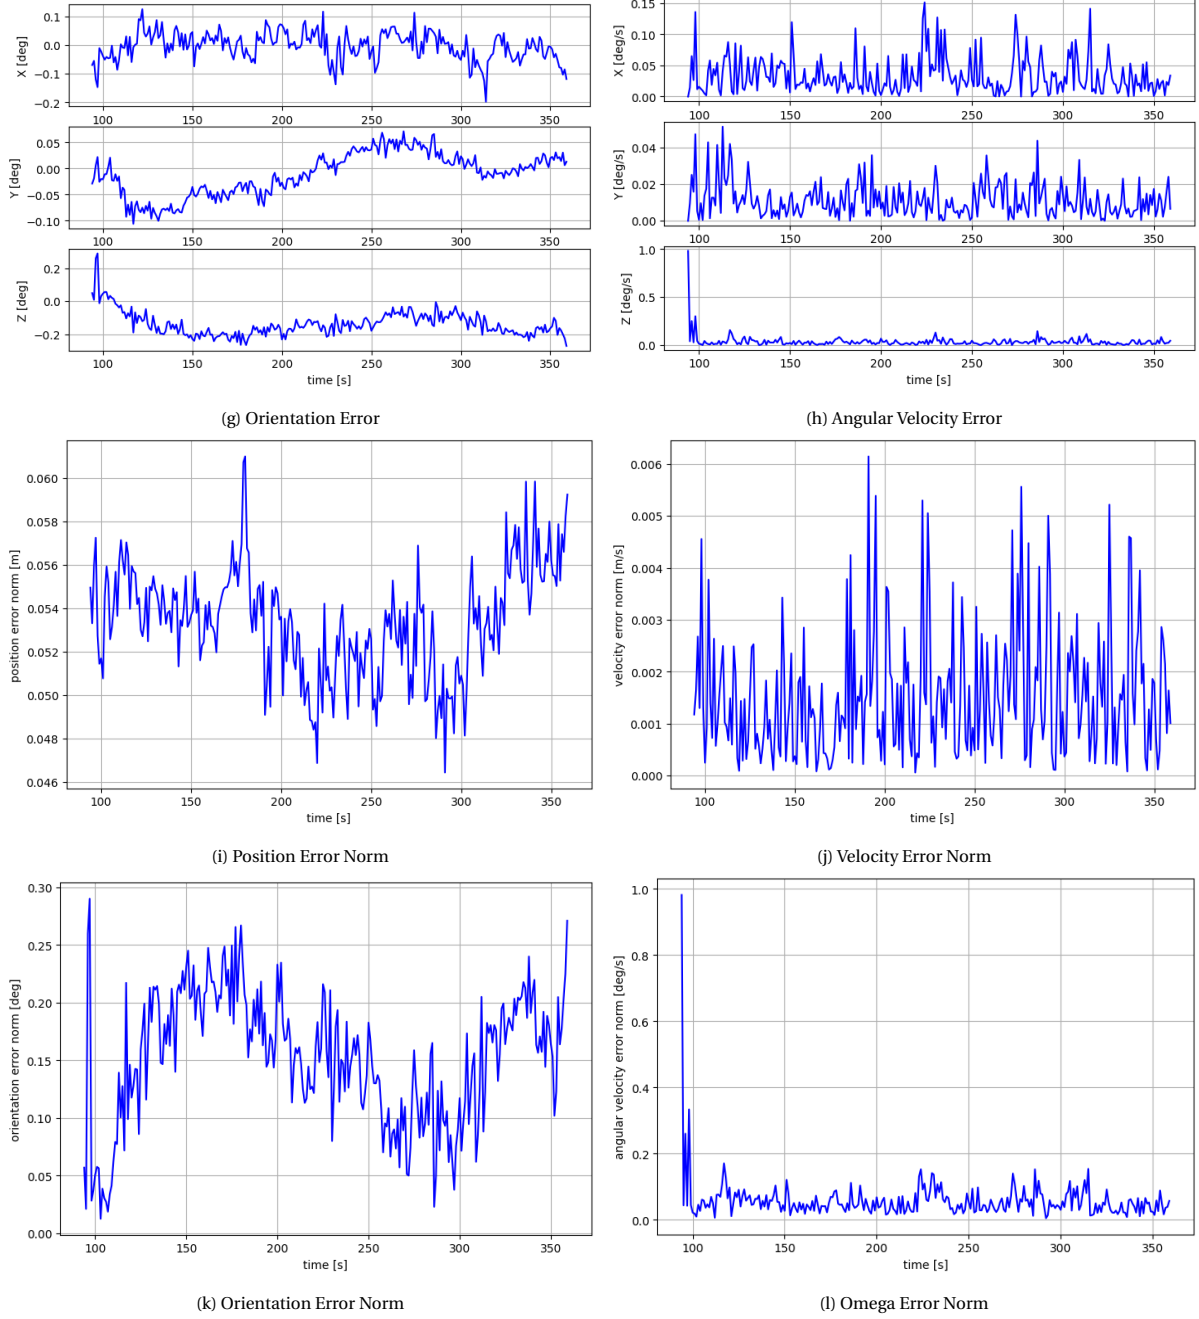 0.1
0.0
−0.1
−0.2
X [deg]
100 150 200 250 300 350
0.05
0.00
−0.05
−0.10
Y [deg]
100 150 200 250 300 350
0.2
0.0
−0.2
Z [deg]
100 150 200 250 300 350
time [s]
(g) Orientation Error
0.15
0.10
0.05
0.00
X [deg/s]
100 150 200 250 300 350
0.04
0.02
0.00
Y [deg/s]
100 150 200 250 300 350
1.0
0.5
0.0
Z [deg/s]
100 150 200 250 300 350
time [s]
(h) Angular Velocity Error
0.060
0.058
0.056
0.054
0.052
0.050
0.048
0.046
position error norm [m]
100 150 200 250 300 350
time [s]
(i) Position Error Norm
0.006
0.005
0.004
0.003
0.002
0.001
0.000
velocity error norm [m/s]
100 150 200 250 300 350
time [s]
(j) Velocity Error Norm
0.30
0.25
0.20
0.15
0.10
0.05
0.00
orientation error norm [deg]
100 150 200 250 300 350
time [s]
(k) Orientation Error Norm
1.0
0.8
0.6
0.4
0.2
0.0
angular velocity error norm [deg/s]
100 150 200 250 300 350
time [s]
(l) Omega Error Norm